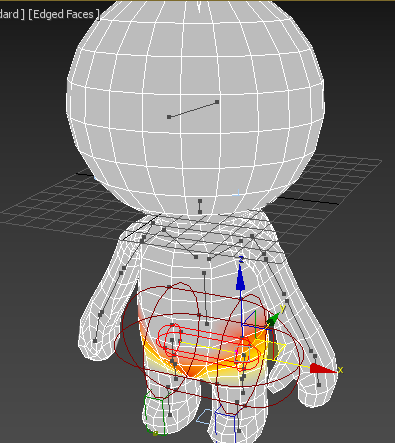 dard ] [Edged Faces ]
z
y
x